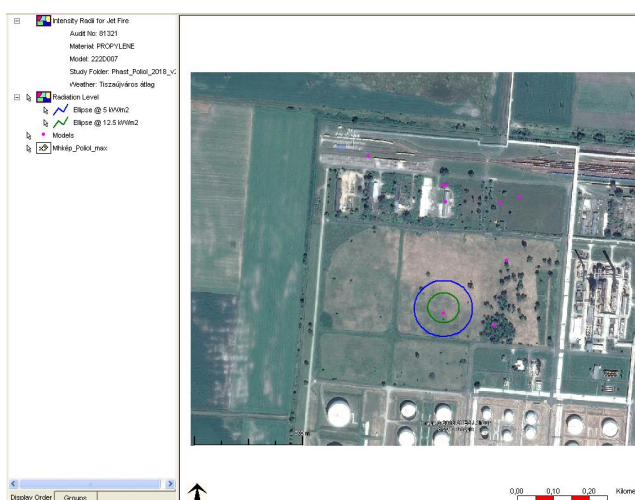 Intensity Radii for Jet Fire
Audit No: 81321
Material: PROPYLENE
Model: 222D007
Study Folder: Phast_Poliol_2018_v2
Weather: Tiszaújváros átlag
Radiation Level
Ellipse @ 5 kW/m2
Ellipse @ 12.5 kW/m2
Models
Mhkép_Poliol_max
Display Order
Groups
0,00 0,10 0,20 Kilome